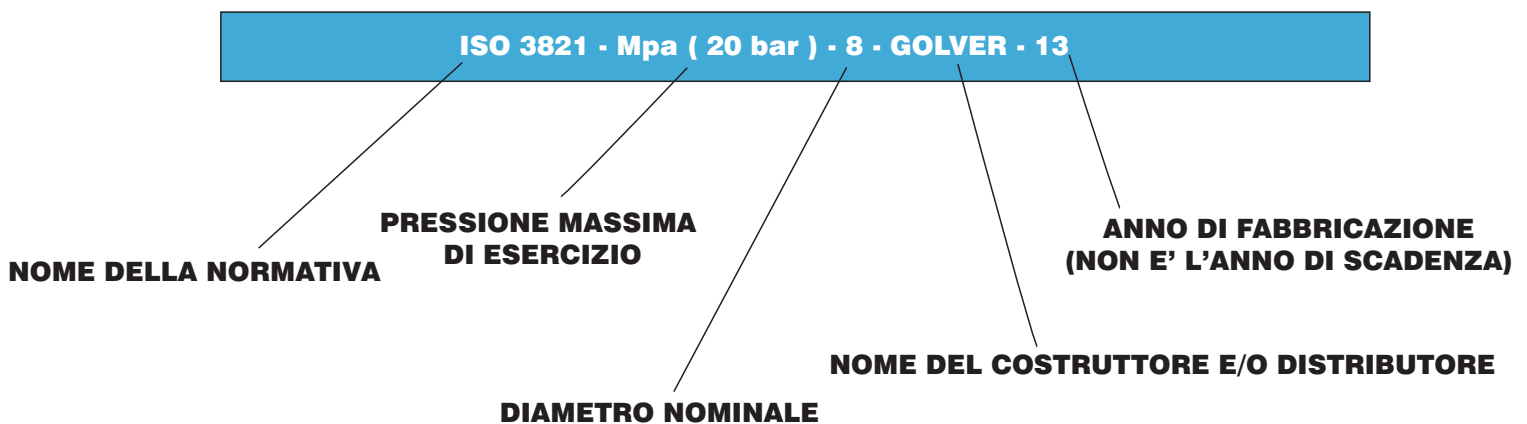 ISO 3821 - Mpa ( 20 bar ) - 8 - GOLVER - 13
PRESSIONE MASSIMA
DI ESERCIZIO
ANNO DI FABBRICAZIONE
(NON E’ L’ANNO DI SCADENZA)
NOME DELLA NORMATIVA
NOME DEL COSTRUTTORE E/O DISTRIBUTORE
DIAMETRO NOMINALE